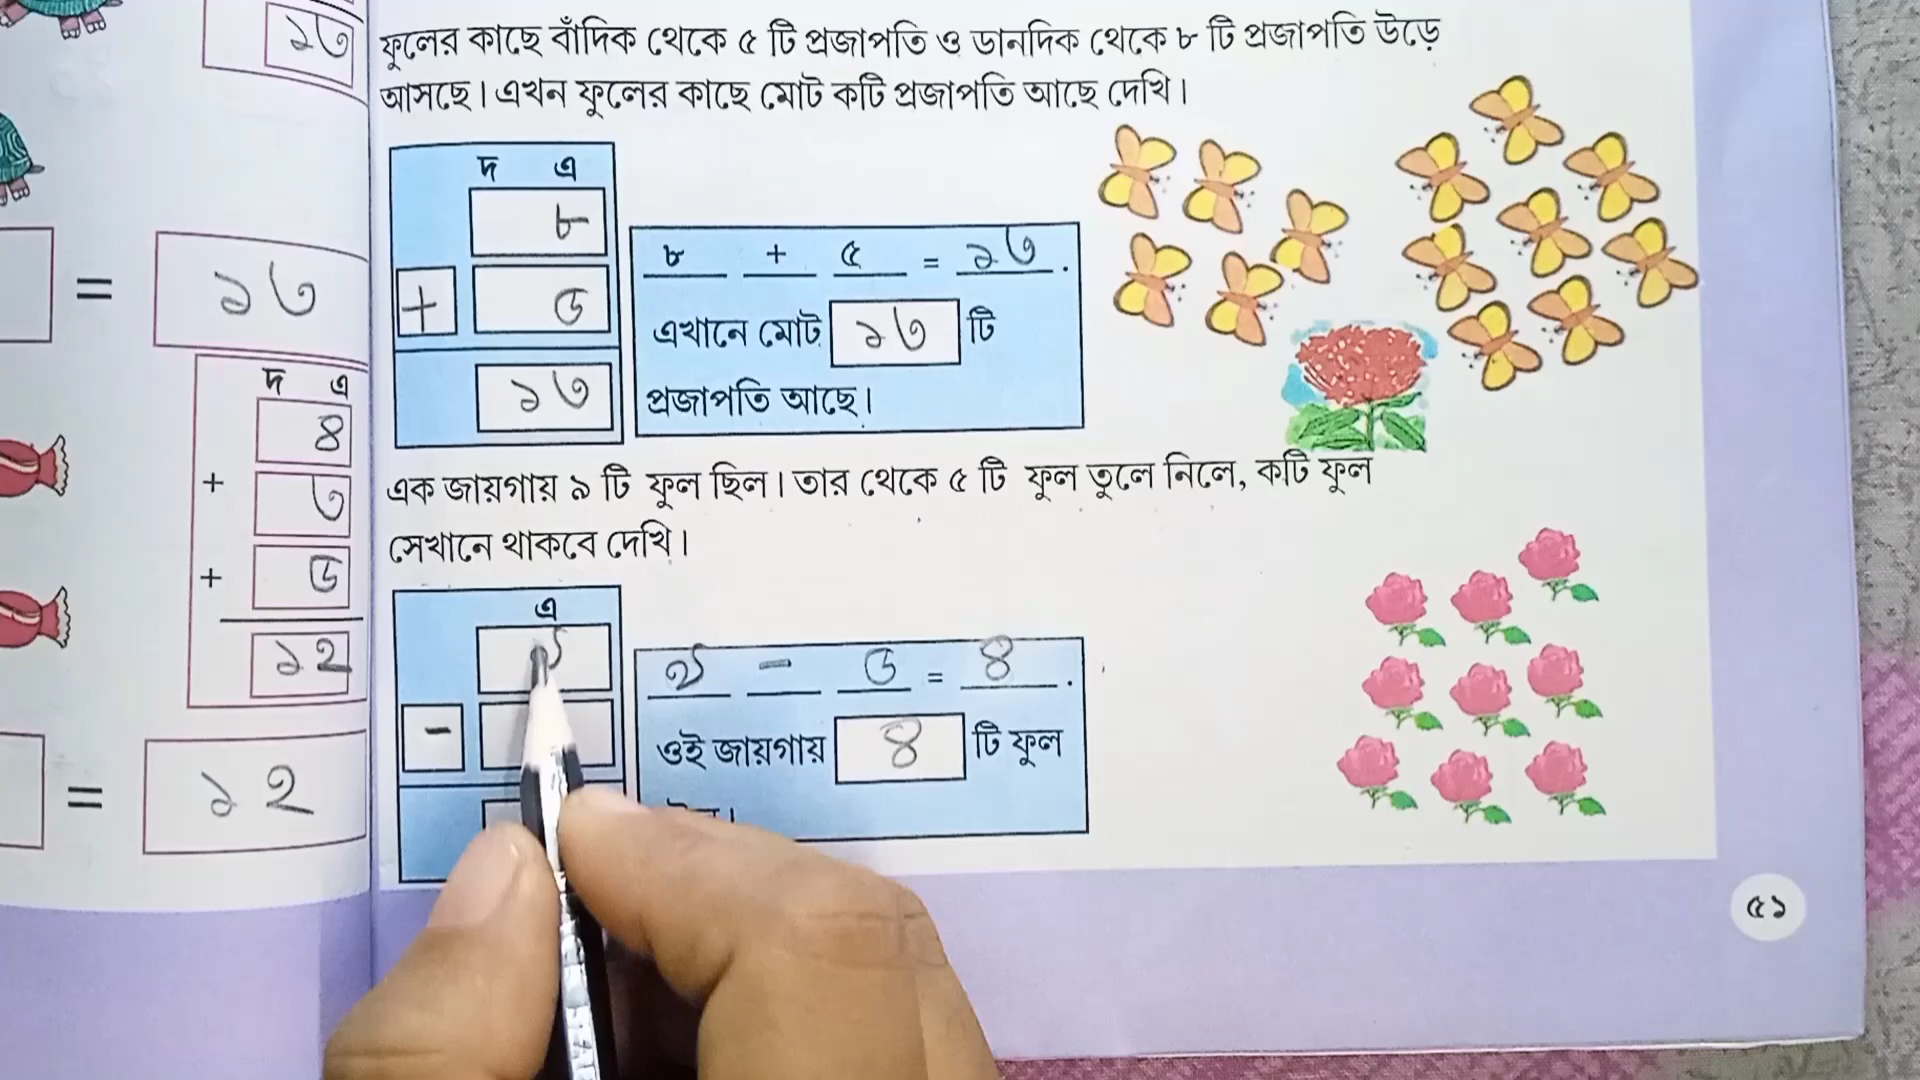 ১৩
= ১৩
দ এ
৪
+ ৩
+ ৫
১২
= ১২
ফুলের কাছে বাঁদিক থেকে ৫ টি প্রজাপতি ও ডানদিক থেকে ৮ টি প্রজাপতি উড়ে
আসছে। এখন ফুলের কাছে মোট কটি প্রজাপতি আছে দেখি।
দ এ
৮
+ ৫
১৩
৮ + ৫ = ১৩.
এখানে মোট ১৩ টি
প্রজাপতি আছে।
এক জায়গায় ৯ টি ফুল ছিল। তার থেকে ৫ টি ফুল তুলে নিলে, কটি ফুল
সেখানে থাকবে দেখি।
এ
৯
-
৯ - ৫ = ৪.
ওই জায়গায় ৪ টি ফুল
৫১